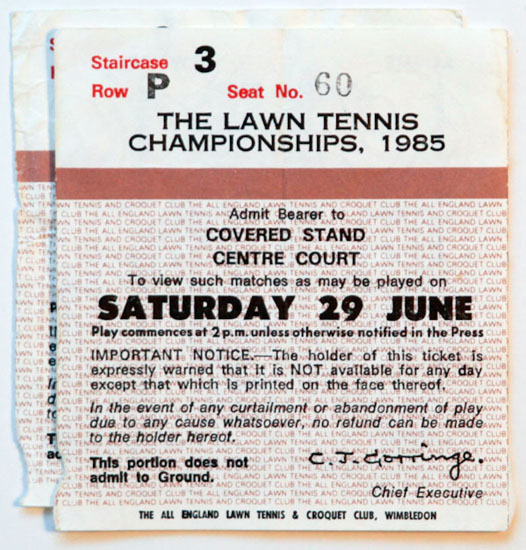 Staircase 3
Row P Seat No. 60
THE LAWN TENNIS
CHAMPIONSHIPS, 1985
Admit Bearer to
COVERED STAND
CENTRE COURT
To view such matches as may be played on
SATURDAY 29 JUNE
Play commences at 2 p.m. unless otherwise notified in the Press
IMPORTANT NOTICE.—The holder of this ticket is
expressly warned that it is NOT available for any day
except that which is printed on the face thereof.
In the event of any curtailment or abandonment of play
due to any cause whatsoever, no refund can be made
to the holder hereof.
This portion does not
admit to Ground.
C. J. Gorringe.
Chief Executive
THE ALL ENGLAND LAWN TENNIS & CROQUET CLUB, WIMBLEDON